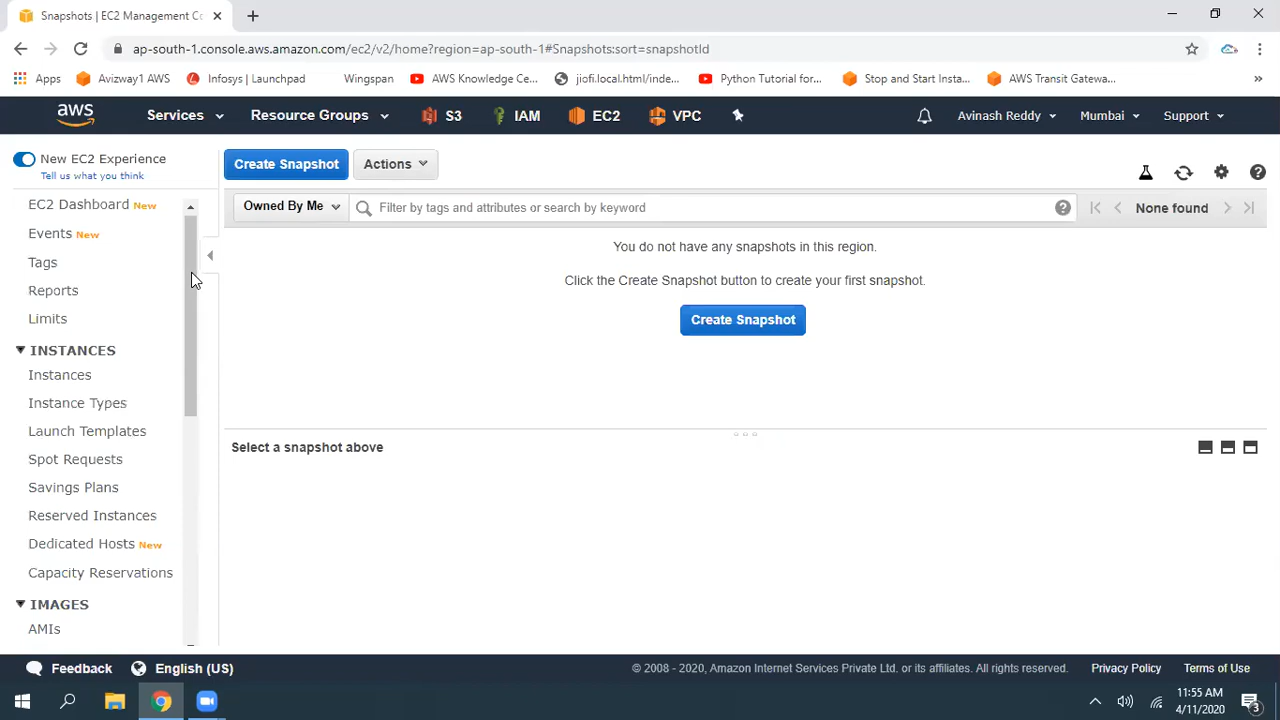 Snapshots | EC2 Management Co
ap-south-1.console.aws.amazon.com/ec2/v2/home?region=ap-south-1#Snapshots:sort=snapshotId
Apps
Avizway1 AWS
Infosys | Launchpad
Wingspan
AWS Knowledge Ce...
jiofi.local.html/inde...
Python Tutorial for...
Stop and Start Insta...
AWS Transit Gatewa...
»
aws
Services
Resource Groups
S3
IAM
EC2
VPC
Avinash Reddy
Mumbai
Support
New EC2 Experience
Tell us what you think
EC2 Dashboard New
Events New
Tags
Reports
Limits
INSTANCES
Instances
Instance Types
Launch Templates
Spot Requests
Savings Plans
Reserved Instances
Dedicated Hosts New
Capacity Reservations
IMAGES
AMIs
Create Snapshot
Actions
Owned By Me
Filter by tags and attributes or search by keyword
None found
You do not have any snapshots in this region.
Click the Create Snapshot button to create your first snapshot.
Create Snapshot
Select a snapshot above
Feedback
English (US)
© 2008 - 2020, Amazon Internet Services Private Ltd. or its affiliates. All rights reserved.
Privacy Policy
Terms of Use
11:55 AM
4/11/2020
3